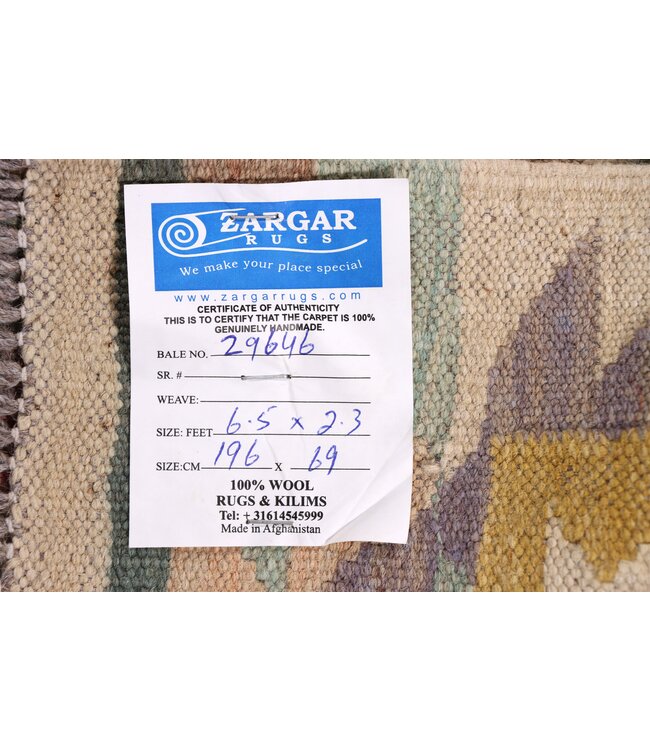 ZARGAR
RUGS
We make your place special
www.zargarrugs.com
CERTIFICATE OF AUTHENTICITY
THIS IS TO CERTIFY THAT THE CARPET IS 100%
GENUINELY HANDMADE.
BALE NO. 29646
SR. #
WEAVE:
SIZE: FEET 6.5 x 2.3
SIZE:CM 196 X 69
100% WOOL
RUGS & KILIMS
Tel: + 31614545999
Made in Afghanistan